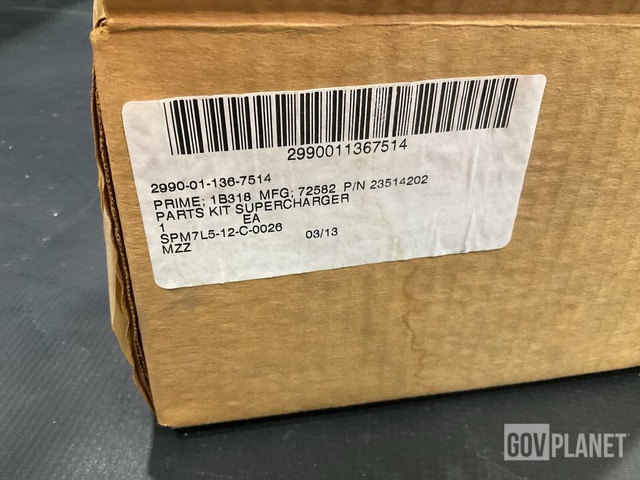 2990011367514
2990-01-136-7514
PRIME; 1B318 MFG; 72582 P/N 23514202
PARTS KIT SUPERCHARGER
1 EA
SPM7L5-12-C-0026 03/13
MZZ
GOVPLANET